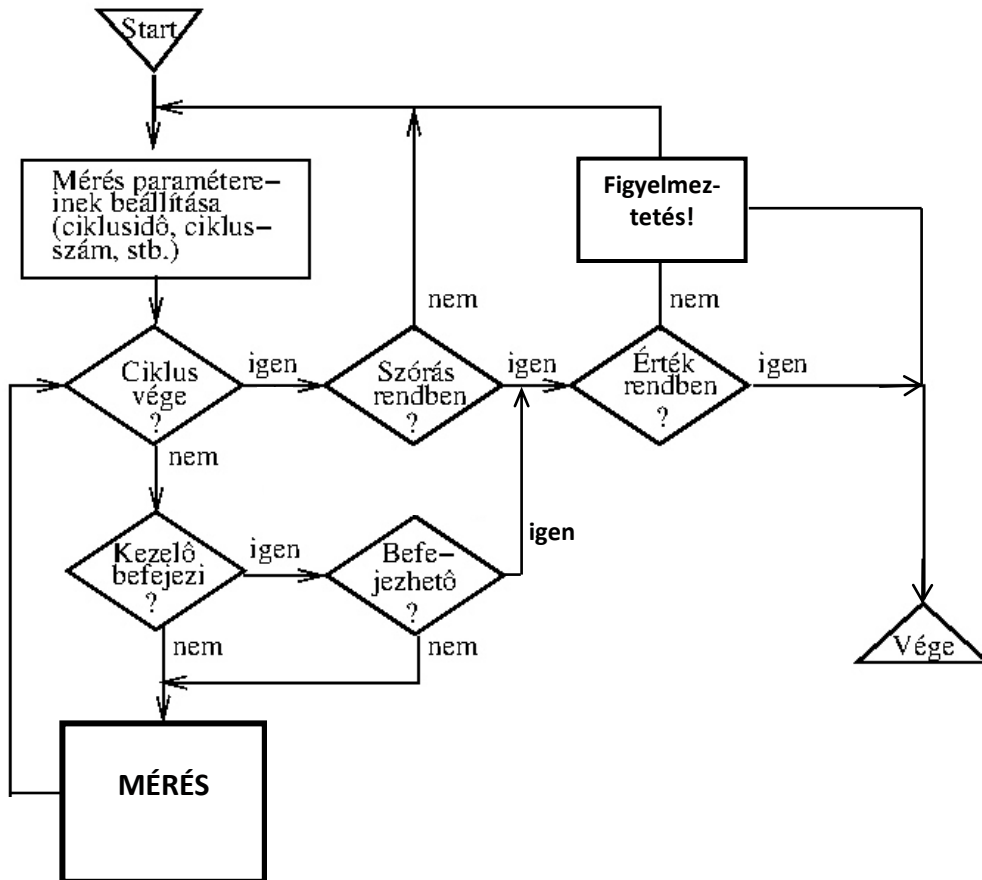 Start
Mérés paramétere–
inek beállítása
(ciklusidô, ciklus–
szám, stb.)
Figyelmez-
tetés!
nem
nem
Ciklus
vége
?
igen
Szórás
rendben
?
igen
Érték
rendben
?
igen
nem
Kezelô
befejezi
?
igen
Befe–
jezhetô
?
igen
nem
nem
Vége
MÉRÉS